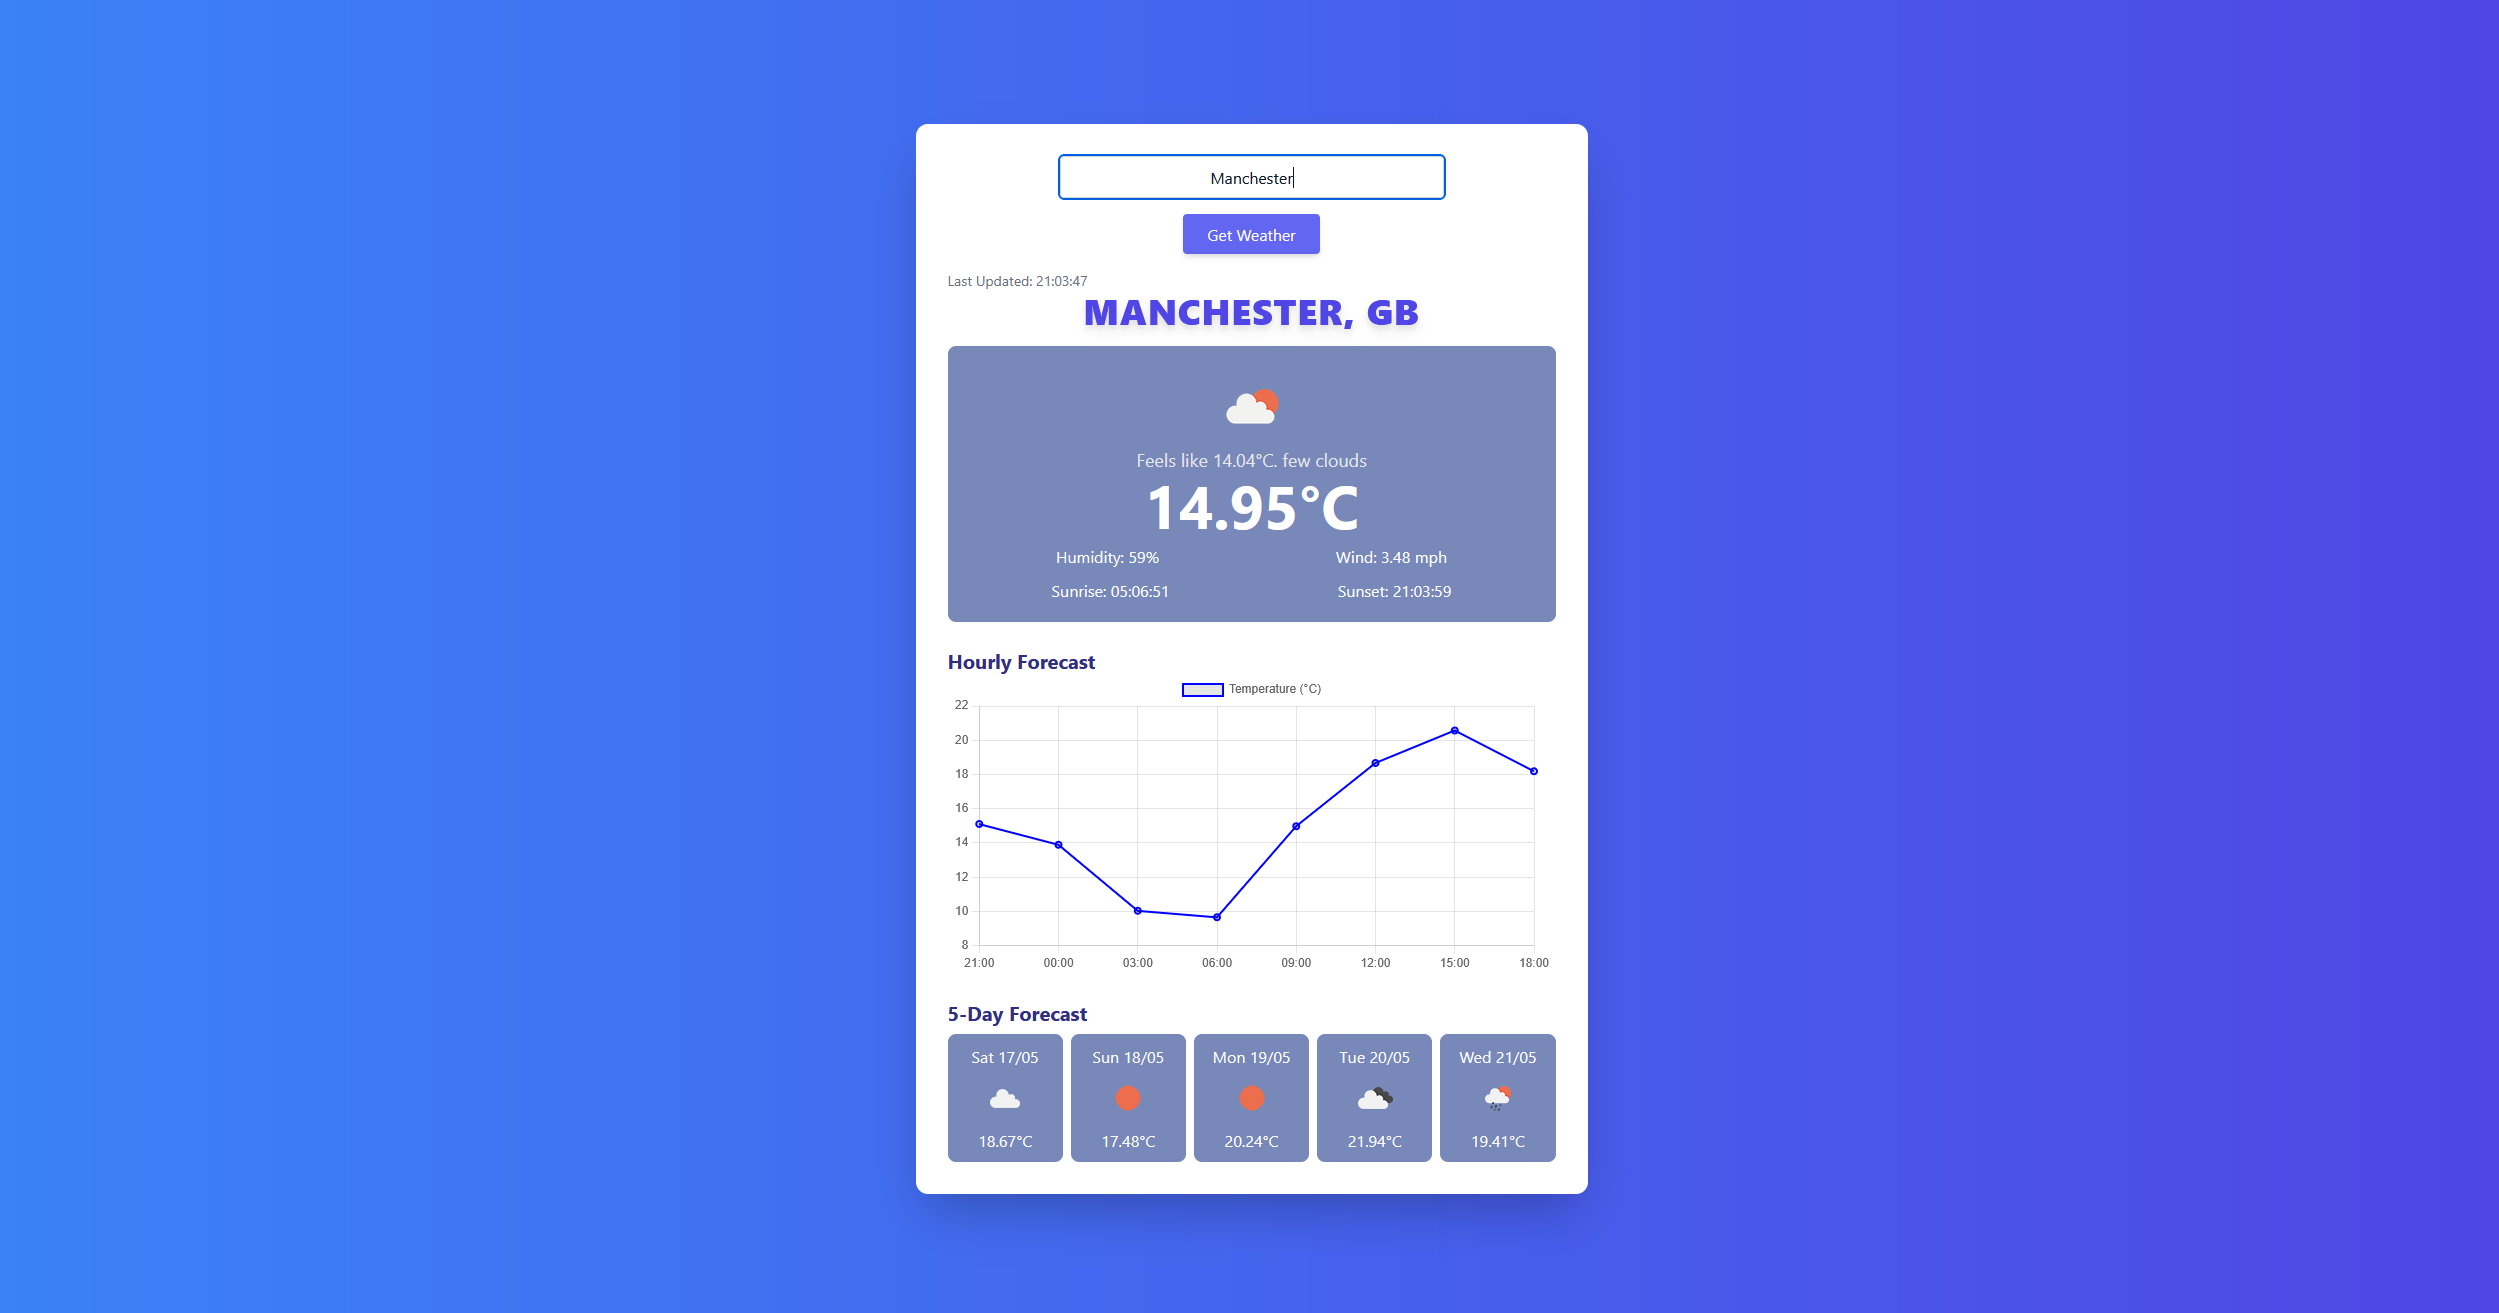 Manchester
Get Weather
Last Updated: 21:03:47
MANCHESTER, GB
Feels like 14.04°C. few clouds
14.95°C
Humidity: 59%
Wind: 3.48 mph
Sunrise: 05:06:51
Sunset: 21:03:59
Hourly Forecast
Temperature (°C)
22
20
18
16
14
12
10
8
21:00 00:00 03:00 06:00 09:00 12:00 15:00 18:00
5-Day Forecast
Sat 17/05
18.67°C
Sun 18/05
17.48°C
Mon 19/05
20.24°C
Tue 20/05
21.94°C
Wed 21/05
19.41°C